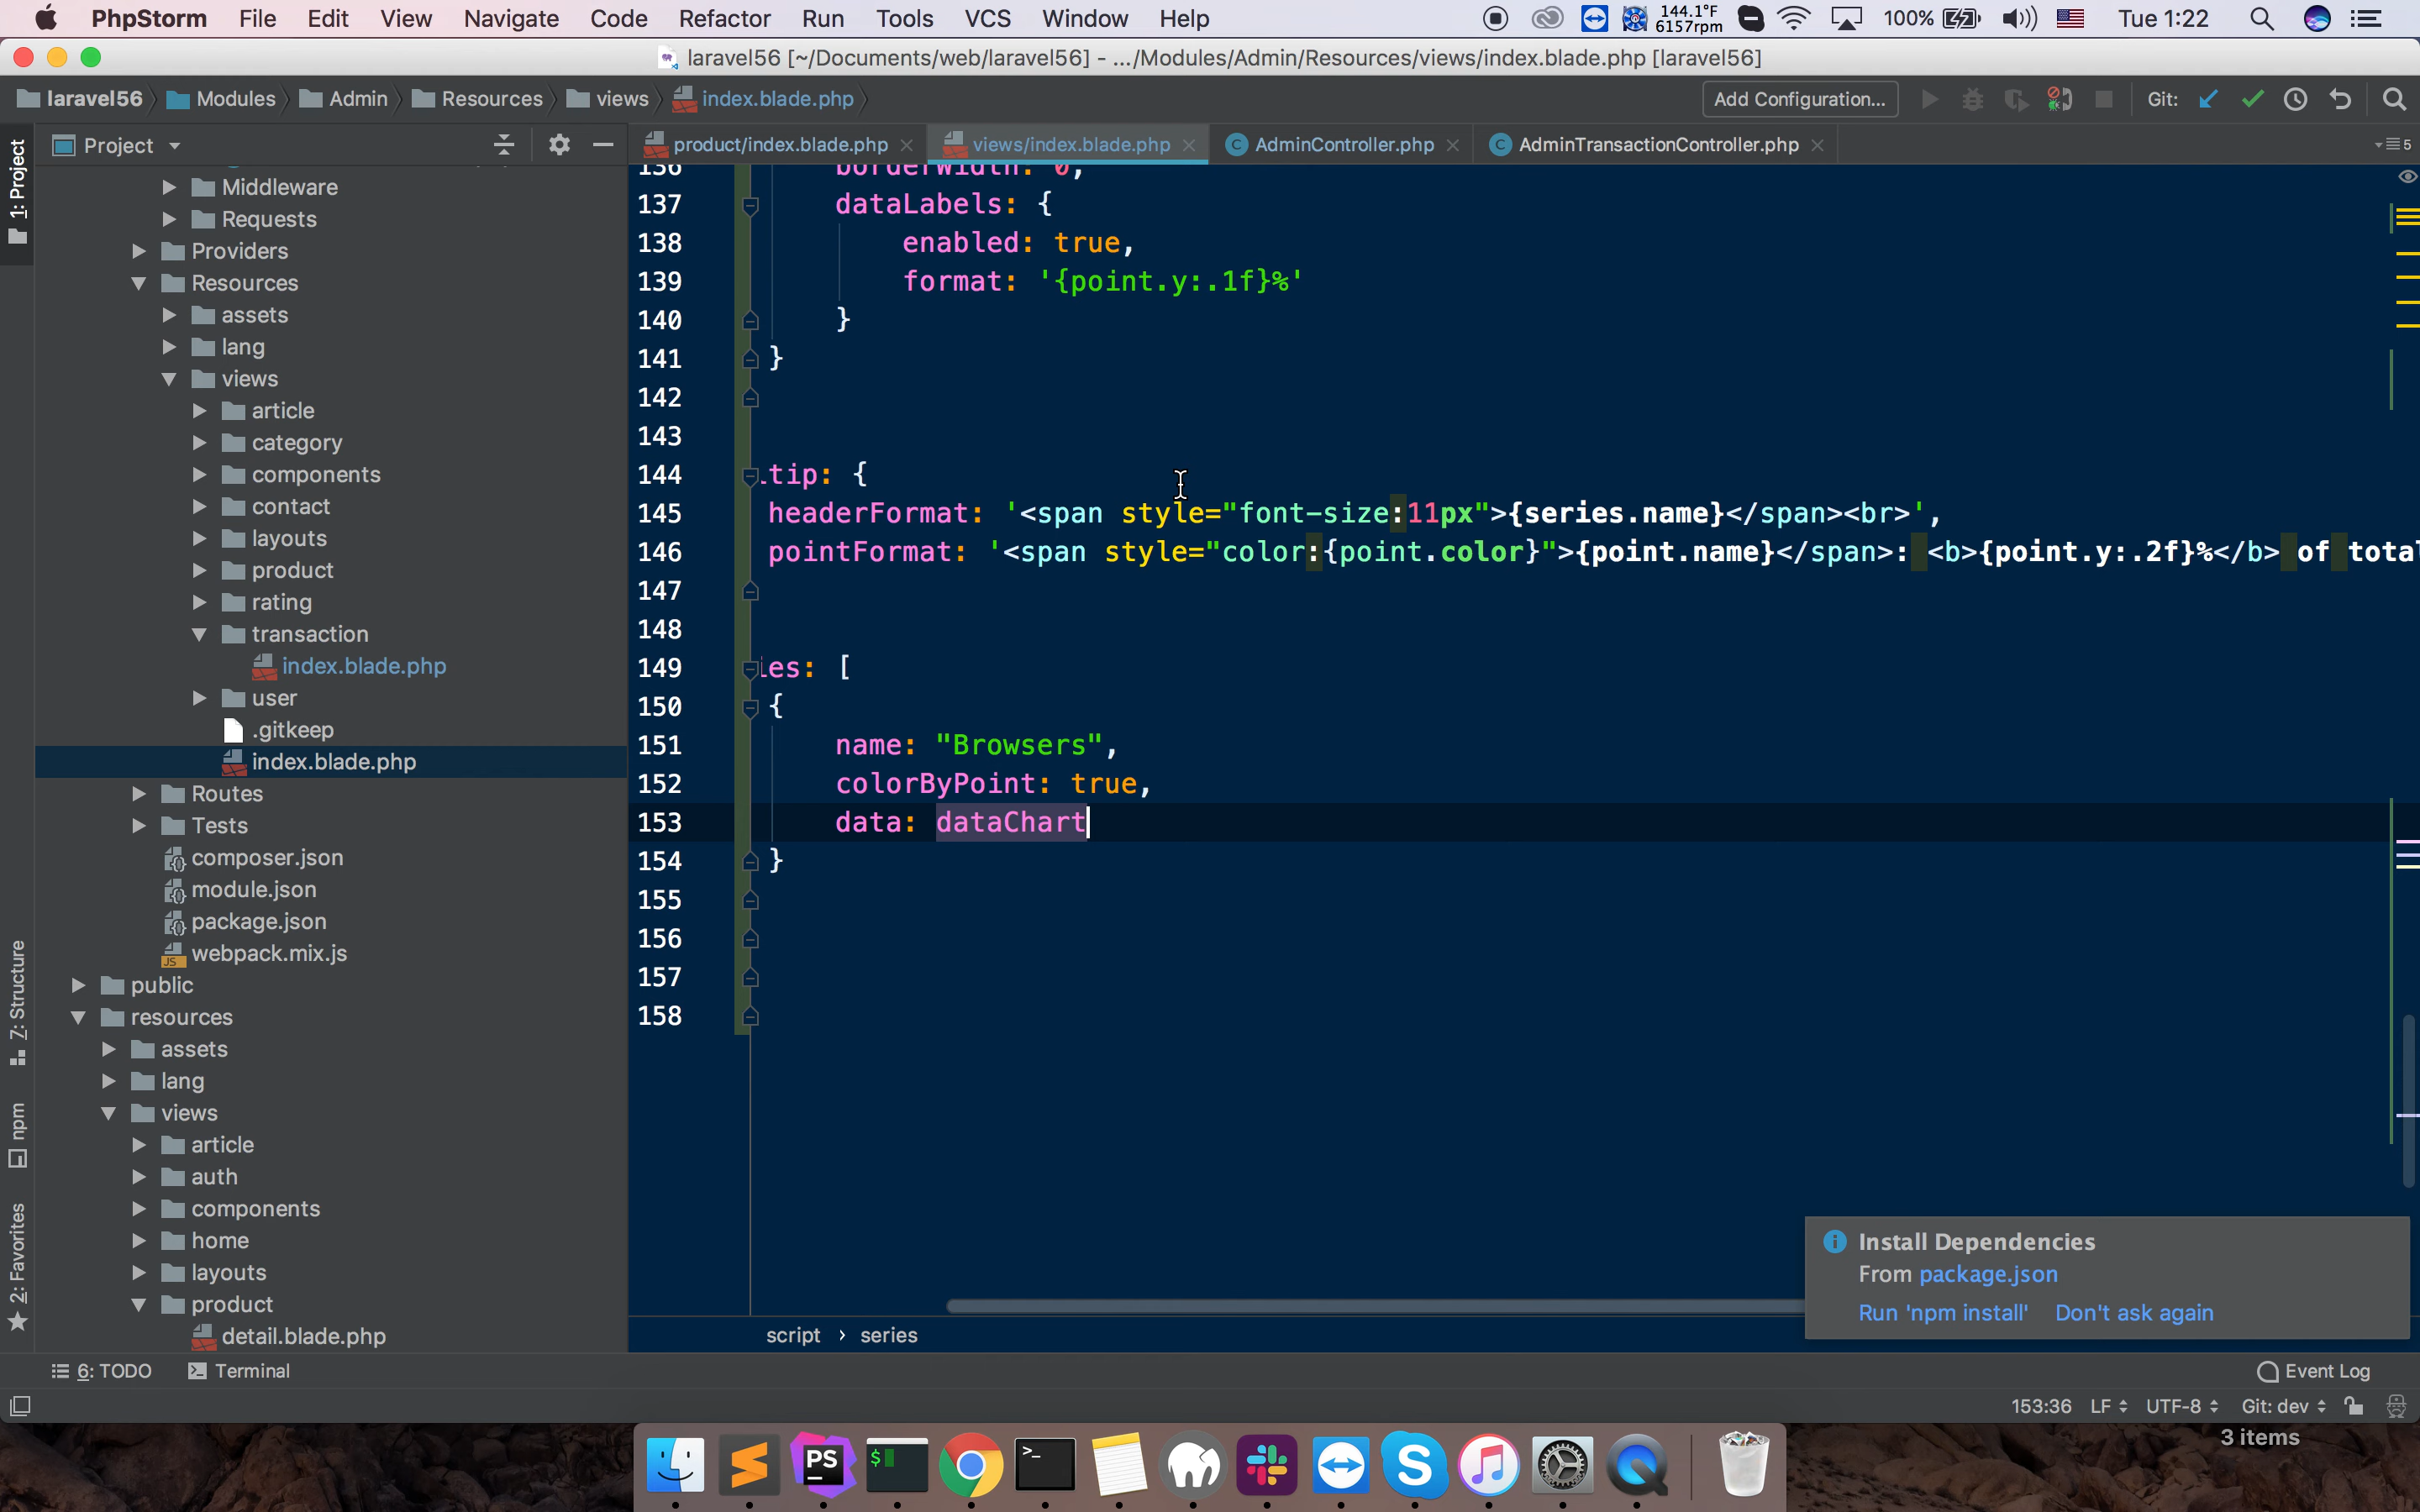 PhpStorm File Edit View Navigate Code Refactor Run Tools VCS Window Help 144.1°F 6157rpm 100% Tue 1:22
laravel56 [~/Documents/web/laravel56] - .../Modules/Admin/Resources/views/index.blade.php [laravel56]
laravel56 Modules Admin Resources views index.blade.php Add Configuration... Git:
Project product/index.blade.php views/index.blade.php AdminController.php AdminTransactionController.php 5
1: Project
Z: Structure
npm
2: Favorites
Middleware
Requests
Providers
Resources
assets
lang
views
article
category
components
contact
layouts
product
rating
transaction
index.blade.php
user
.gitkeep
index.blade.php
Routes
Tests
composer.json
module.json
package.json
webpack.mix.js
public
resources
assets
lang
views
article
auth
components
home
layouts
product
detail.blade.php
136 borderWidth: 0,
137 dataLabels: {
138 enabled: true,
139 format: '{point.y:.1f}%'
140 }
141 }
142
143
144 tip: {
145 headerFormat: '<span style="font-size:11px">{series.name}</span><br>',
146 pointFormat: '<span style="color:{point.color}">{point.name}</span>: <b>{point.y:.2f}%</b> of total
147
148
149 ies: [
150 {
151 name: "Browsers",
152 colorByPoint: true,
153 data: dataChart
154 }
155
156
157
158
Install Dependencies
From package.json
Run 'npm install' Don't ask again
script › series
6: TODO Terminal Event Log
153:36 LF UTF-8 Git: dev
3 items